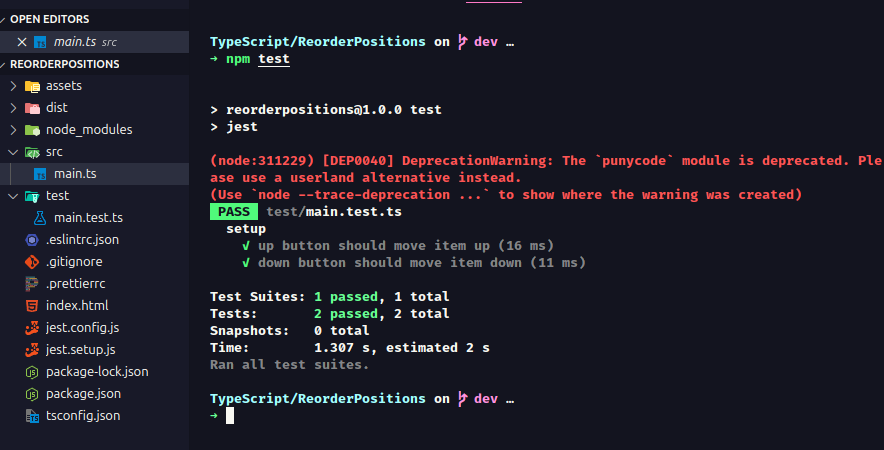 OPEN EDITORS
main.ts src
REORDERPOSITIONS
assets
dist
node_modules
src
main.ts
test
main.test.ts
.eslintrc.json
.gitignore
.prettierrc
index.html
jest.config.js
jest.setup.js
package-lock.json
package.json
tsconfig.json
TypeScript/ReorderPositions on dev …
→ npm test
> reorderpositions@1.0.0 test
> jest
(node:311229) [DEP0040] DeprecationWarning: The `punycode` module is deprecated. Ple
ase use a userland alternative instead.
(Use `node --trace-deprecation ...` to show where the warning was created)
PASS test/main.test.ts
setup
√ up button should move item up (16 ms)
√ down button should move item down (11 ms)
Test Suites: 1 passed, 1 total
Tests: 2 passed, 2 total
Snapshots: 0 total
Time: 1.307 s, estimated 2 s
Ran all test suites.
TypeScript/ReorderPositions on dev …
→